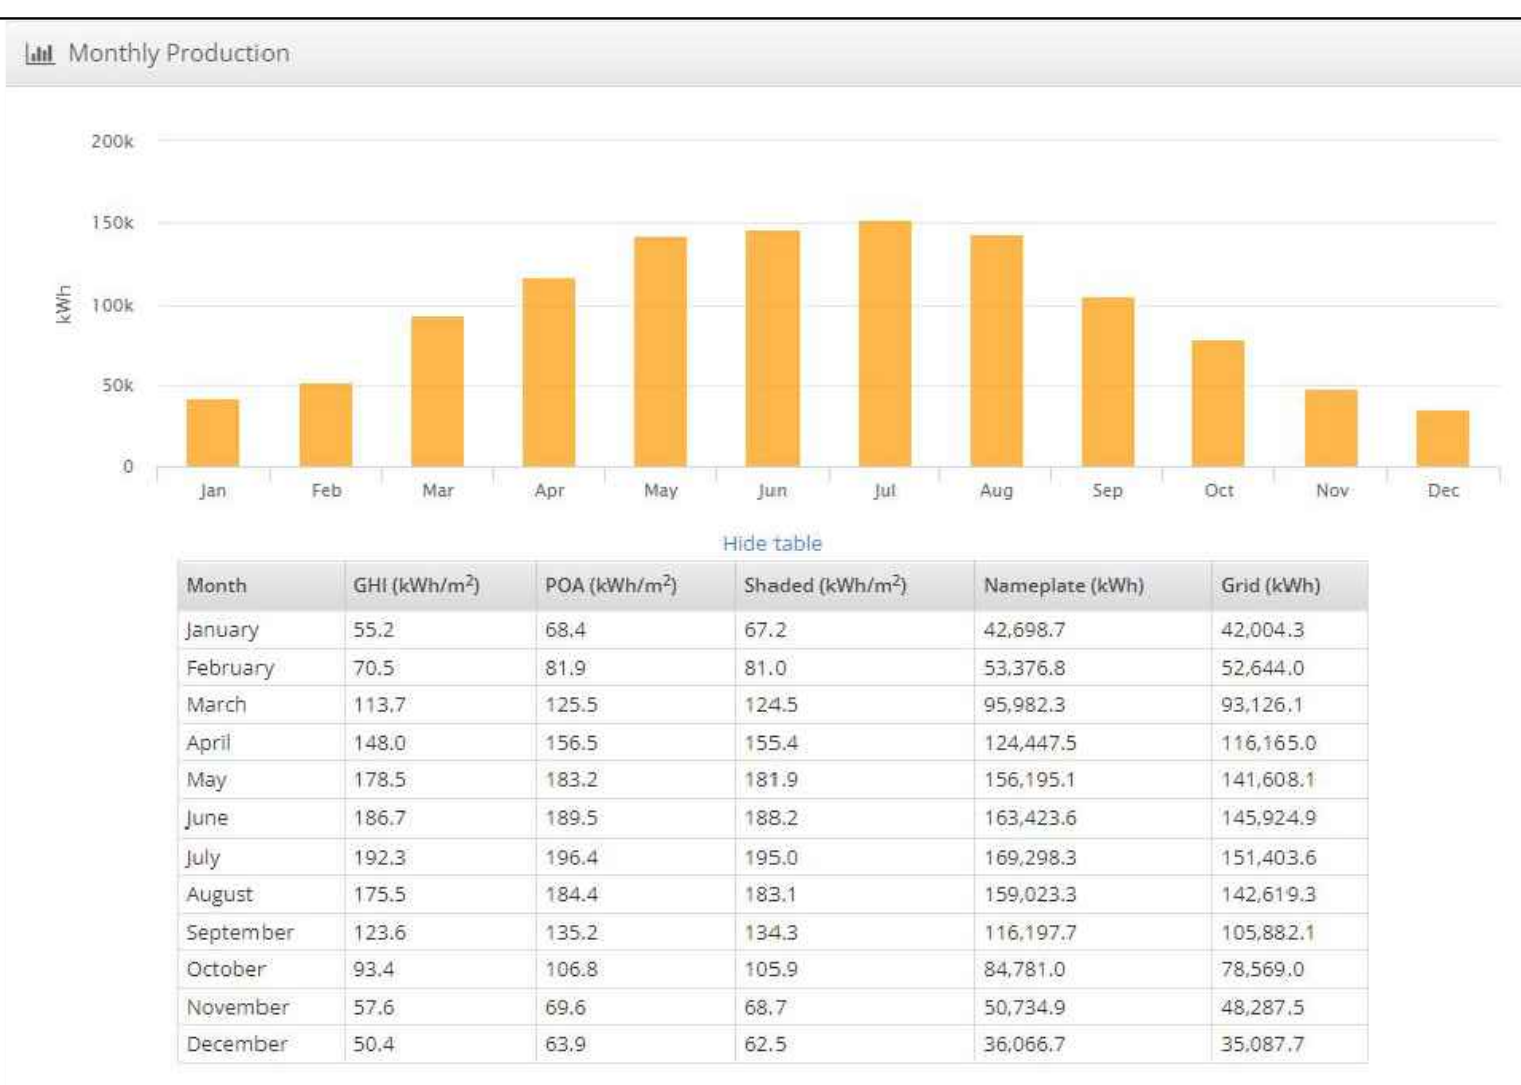 Monthly Production
200k
150k
100k
50k
0
kWh
Jan Feb Mar Apr May Jun Jul Aug Sep Oct Nov Dec
Hide table
Month GHI (kWh/m²) POA (kWh/m²) Shaded (kWh/m²) Nameplate (kWh) Grid (kWh)
January 55.2 68.4 67.2 42,698.7 42,004.3
February 70.5 81.9 81.0 53,376.8 52,644.0
March 113.7 125.5 124.5 95,982.3 93,126.1
April 148.0 156.5 155.4 124,447.5 116,165.0
May 178.5 183.2 181.9 156,195.1 141,608.1
June 186.7 189.5 188.2 163,423.6 145,924.9
July 192.3 196.4 195.0 169,298.3 151,403.6
August 175.5 184.4 183.1 159,023.3 142,619.3
September 123.6 135.2 134.3 116,197.7 105,882.1
October 93.4 106.8 105.9 84,781.0 78,569.0
November 57.6 69.6 68.7 50,734.9 48,287.5
December 50.4 63.9 62.5 36,066.7 35,087.7